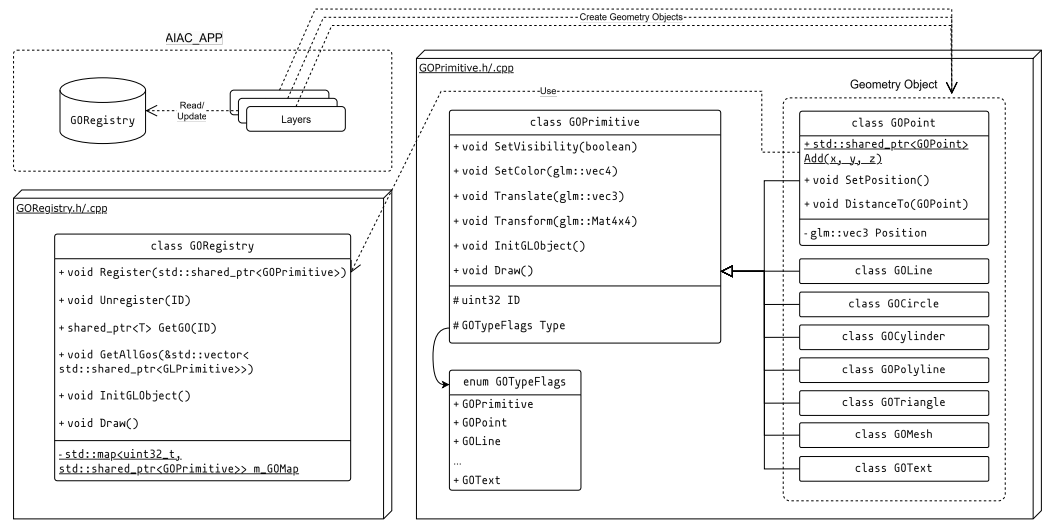 Create Geometry Objects
AIAC_APP
GORegistry
Read/
Update
Layers
GORegistry.h/.cpp
class GORegistry
+ void Register(std::shared_ptr<GOPrimitive>)
+ void Unregister(ID)
+ shared_ptr<T> GetGO(ID)
+ void GetAllGos(&std::vector<
std::shared_ptr<GLPrimitive>>)
+ void InitGLObject()
+ void Draw()
- std::map<uint32_t,
std::shared_ptr<GOPrimitive>> m_GOMap
GOPrimitive.h/.cpp
Use
class GOPrimitive
+ void SetVisibility(boolean)
+ void SetColor(glm::vec4)
+ void Translate(glm::vec3)
+ void Transform(glm::Mat4x4)
+ void InitGLObject()
+ void Draw()
# uint32 ID
# GOTypeFlags Type
enum GOTypeFlags
+ GOPrimitive
+ GOPoint
+ GOLine
...
+ GOText
Geometry Object
class GOPoint
+ std::shared_ptr<GOPoint>
Add(x, y, z)
+ void SetPosition()
+ void DistanceTo(GOPoint)
- glm::vec3 Position
class GOLine
class GOCircle
class GOCylinder
class GOPolyline
class GOTriangle
class GOMesh
class GOText